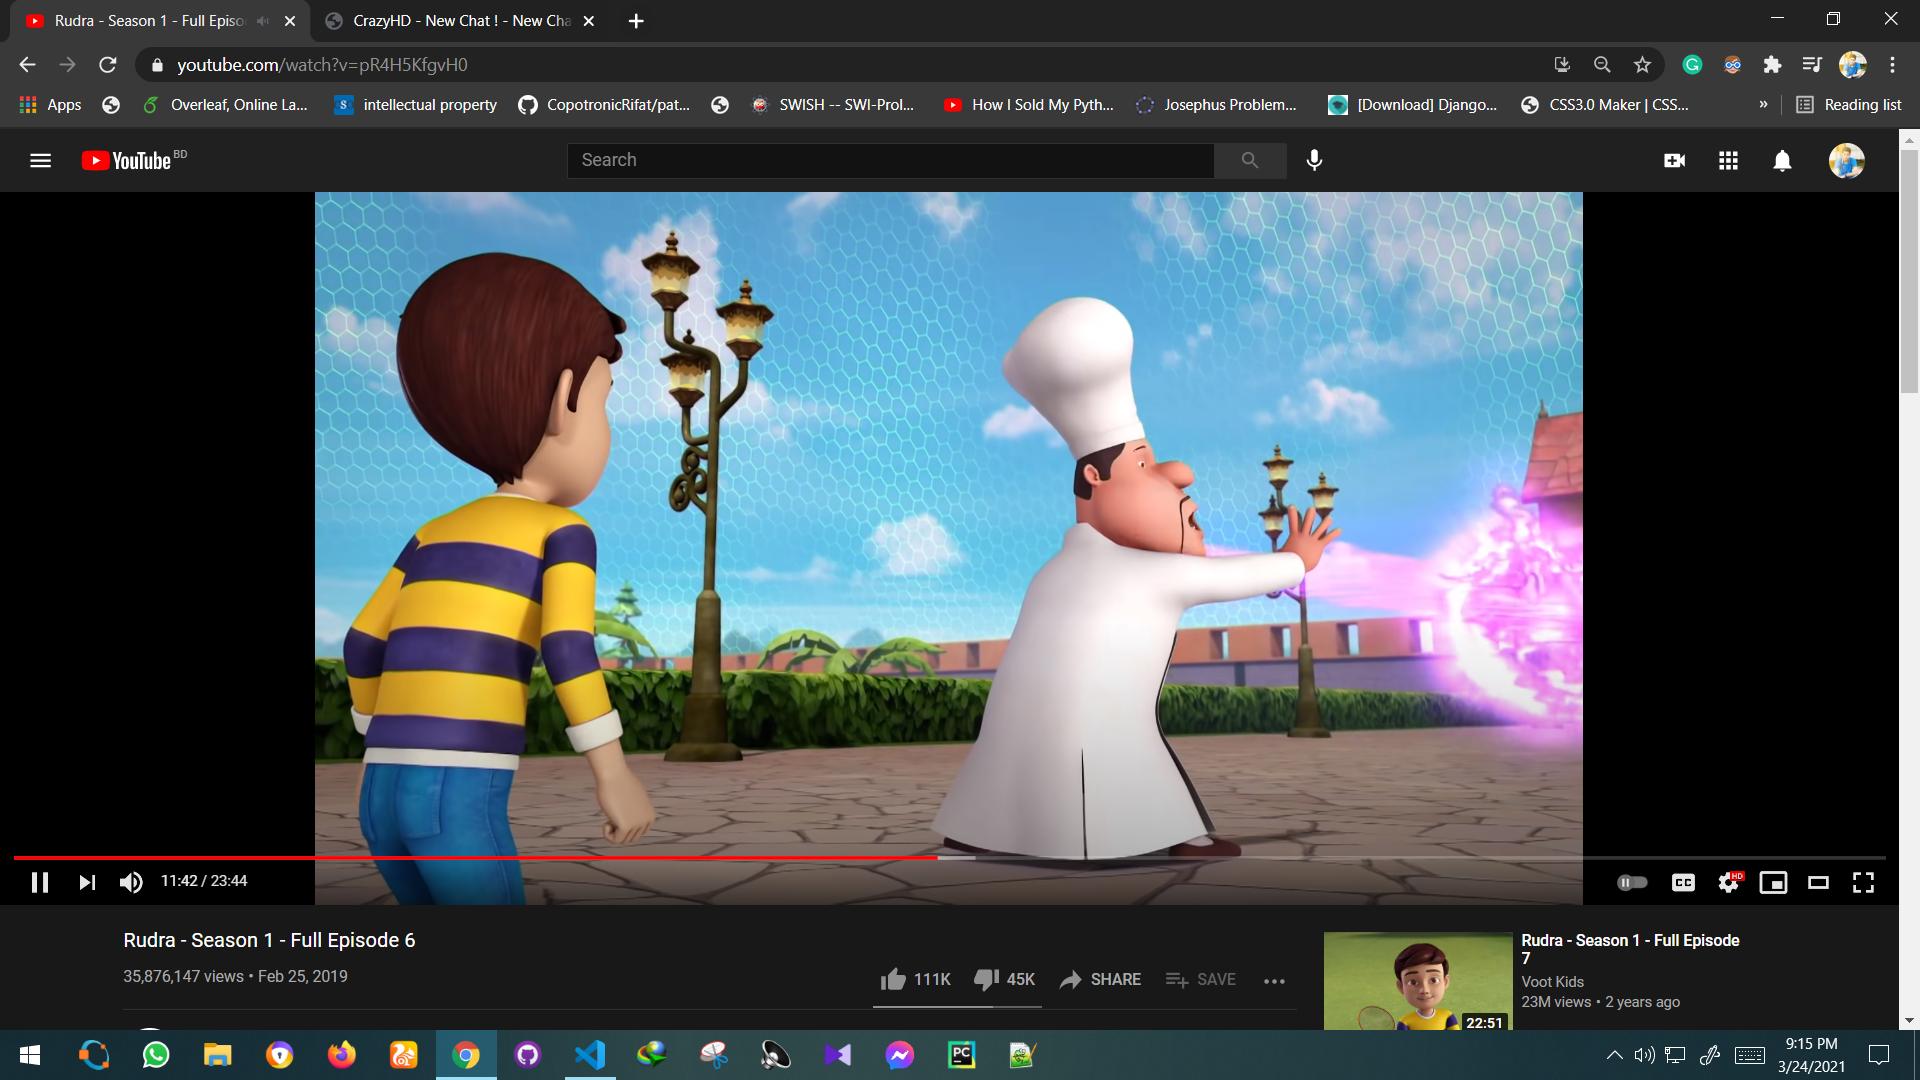 Rudra - Season 1 - Full Episo
CrazyHD - New Chat ! - New Cha
youtube.com/watch?v=pR4H5KfgvH0
Apps
Overleaf, Online La...
S
intellectual property
CopotronicRifat/pat...
SWISH -- SWI-Prol...
How I Sold My Pyth...
Josephus Problem...
[Download] Django...
CSS3.0 Maker | CSS...
»
Reading list
YouTube BD
Search
11:42 / 23:44
CC
HD
Rudra - Season 1 - Full Episode 6
35,876,147 views • Feb 25, 2019
111K
45K
SHARE
SAVE
22:51
Rudra - Season 1 - Full Episode
7
Voot Kids
23M views • 2 years ago
PC
9:15 PM
3/24/2021